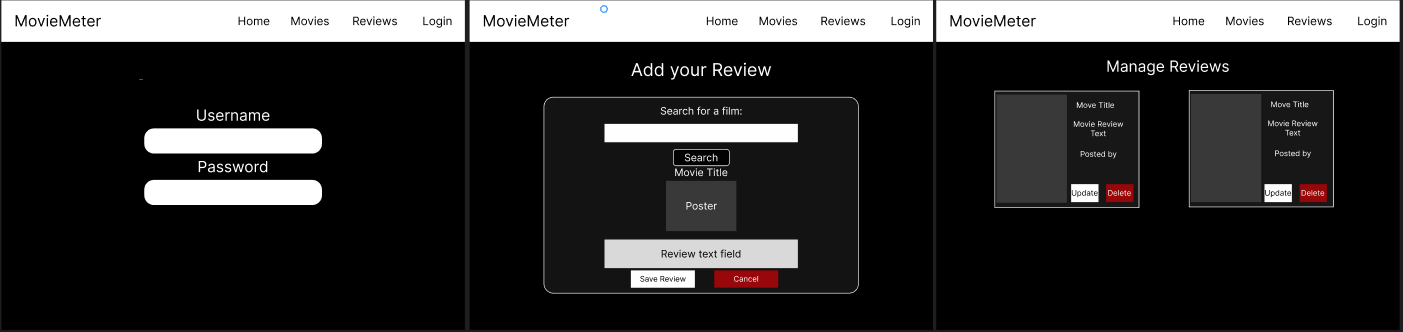 MovieMeter Home Movies Reviews Login
Username
Password
MovieMeter Home Movies Reviews Login
Add your Review
Search for a film:
Search
Movie Title
Poster
Review text field
Save Review Cancel
MovieMeter Home Movies Reviews Login
Manage Reviews
Move Title
Movie Review
Text
Posted by
Update Delete
Move Title
Movie Review
Text
Posted by
Update Delete